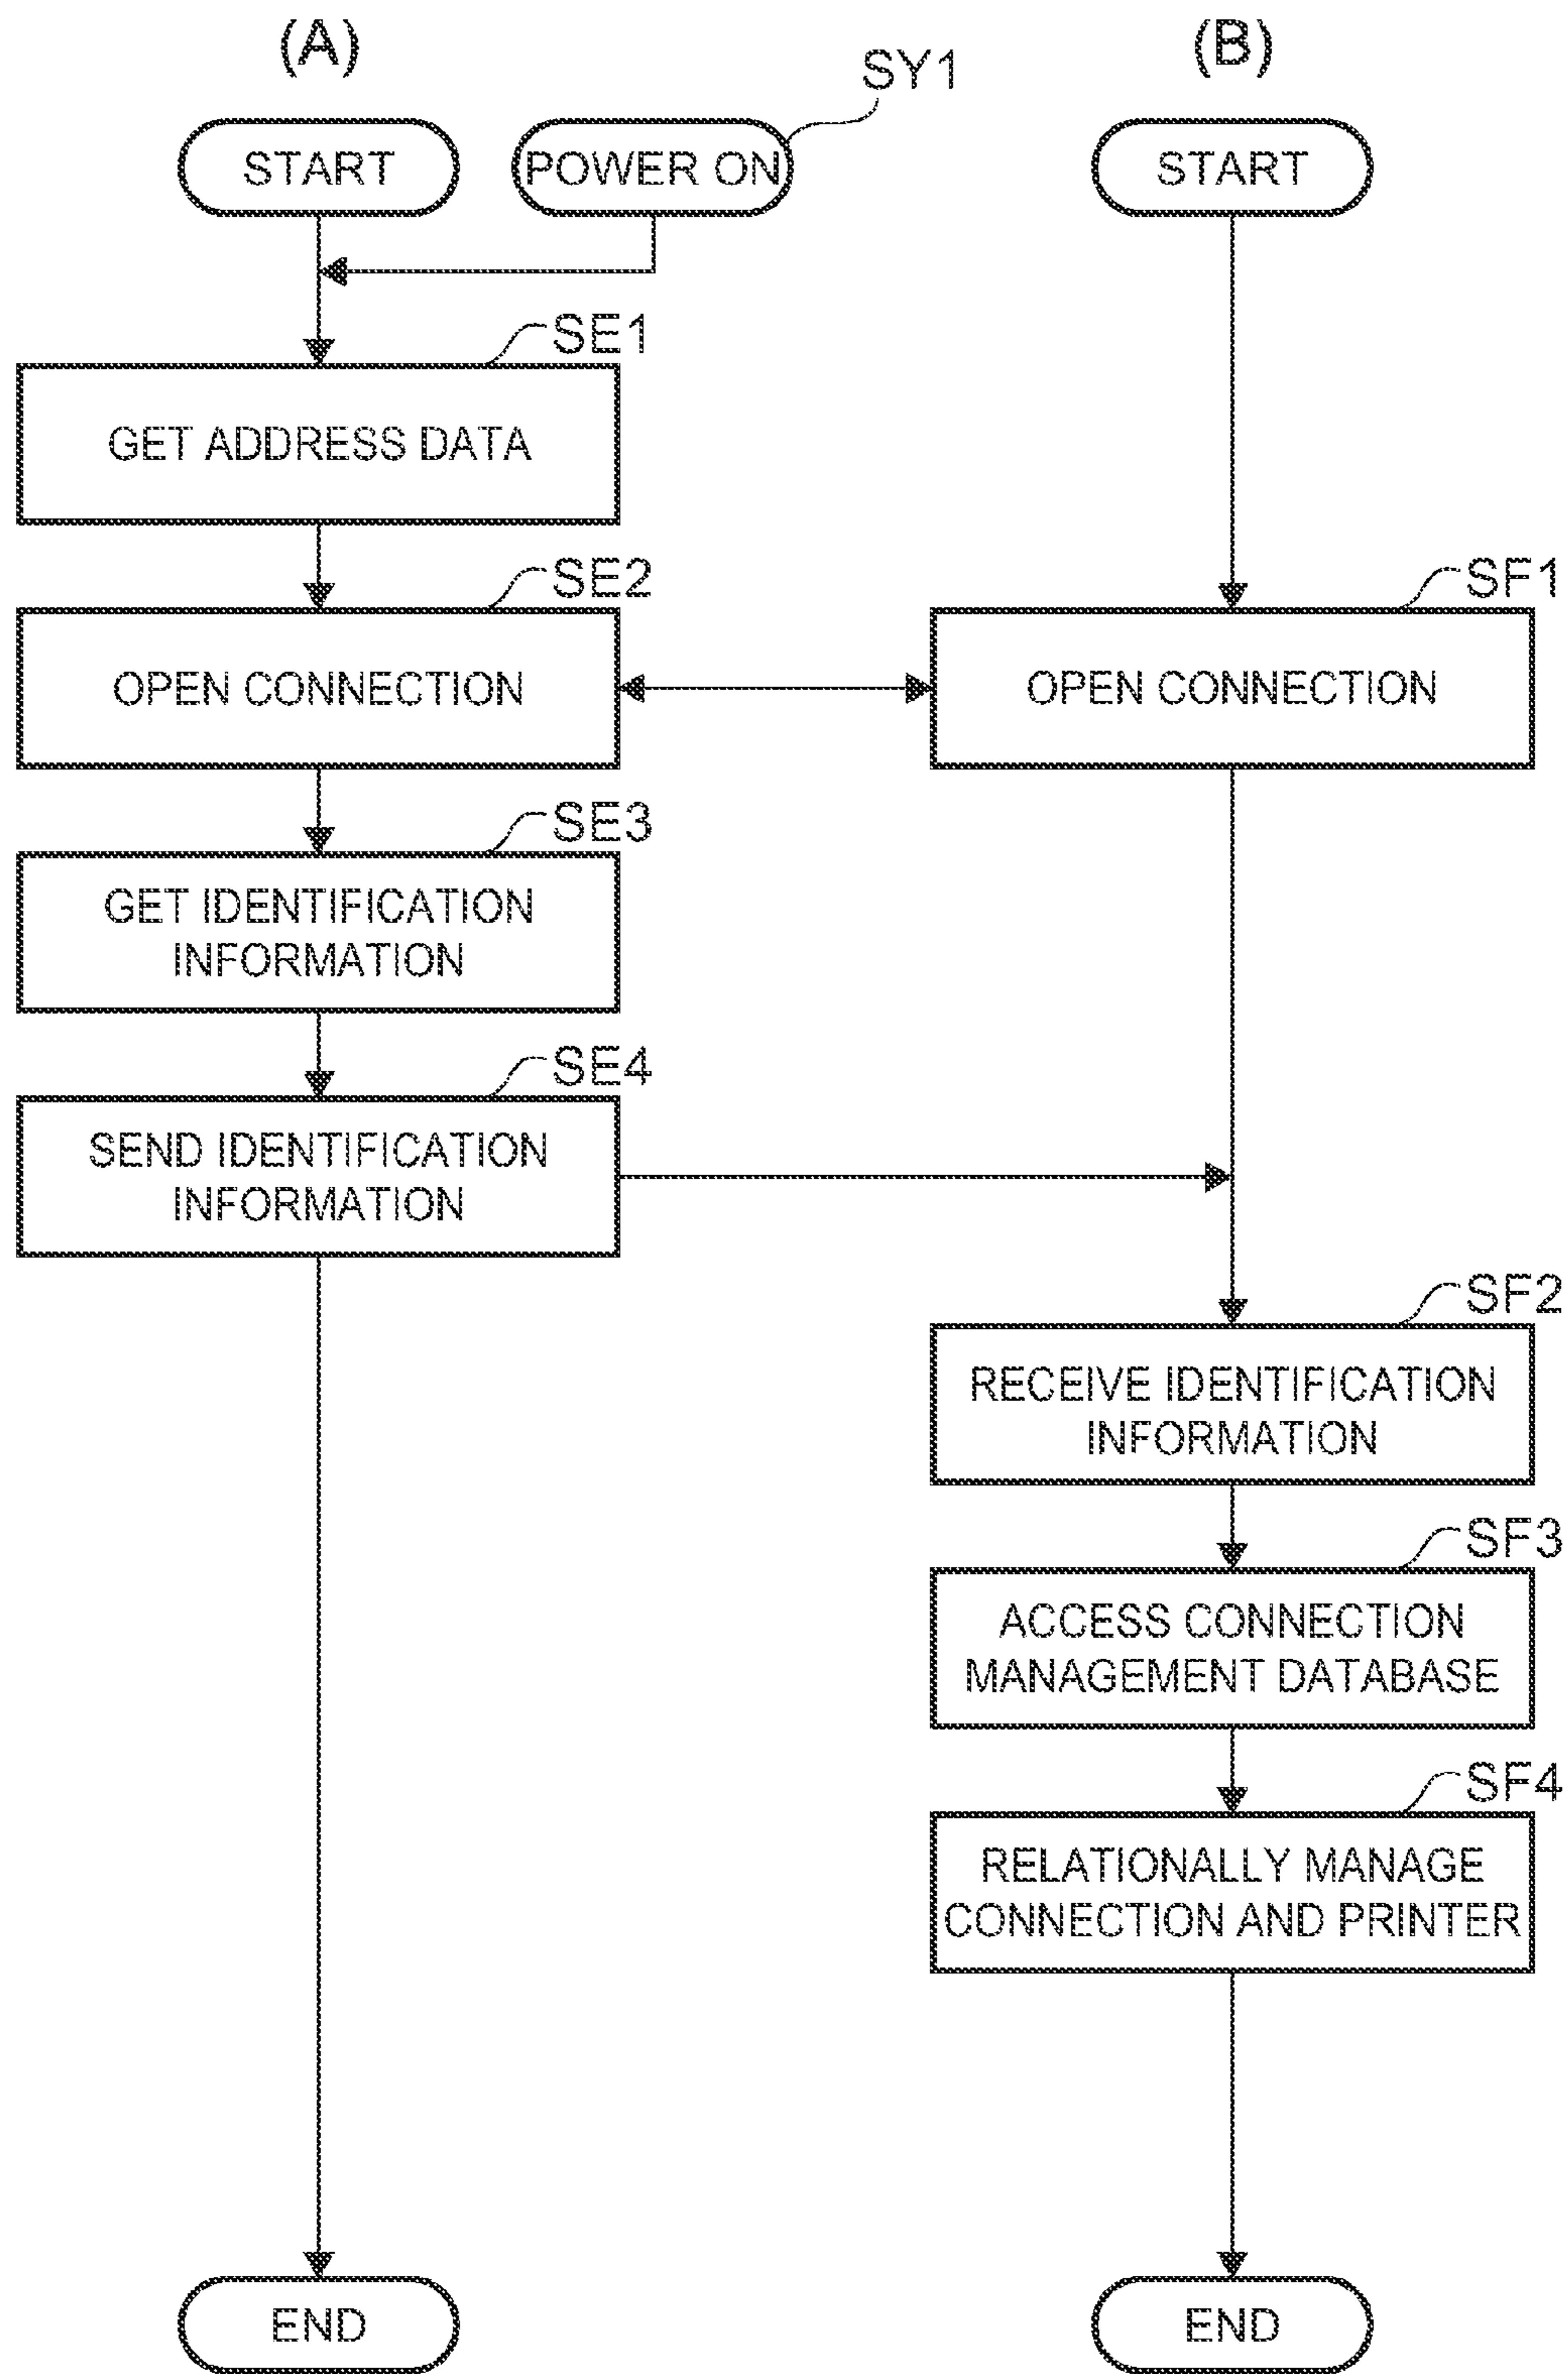 (A)
START
POWER ON
SY1
SE1
GET ADDRESS DATA
SE2
OPEN CONNECTION
SE3
GET IDENTIFICATION
INFORMATION
SE4
SEND IDENTIFICATION
INFORMATION
END
(B)
START
SF1
OPEN CONNECTION
SF2
RECEIVE IDENTIFICATION
INFORMATION
SF3
ACCESS CONNECTION
MANAGEMENT DATABASE
SF4
RELATIONALLY MANAGE
CONNECTION AND PRINTER
END